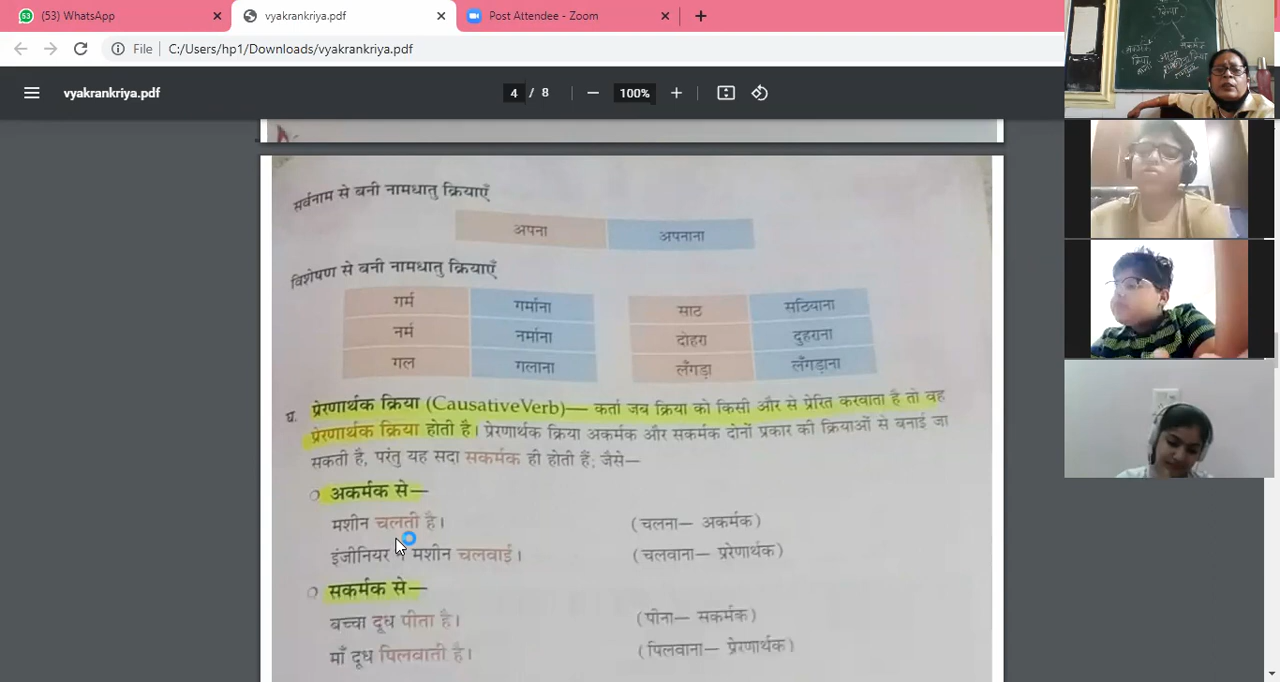 (53) WhatsApp
vyakrankriya.pdf
Post Attendee - Zoom
File
C:/Users/hp1/Downloads/vyakrankriya.pdf
vyakrankriya.pdf
4 / 8
100%
सर्वनाम से बनी नामधातु क्रियाएँ
अपना अपनाना
विशेषण से बनी नामधातु क्रियाएँ
गर्म गर्माना साठ सठियाना
नर्म नर्माना दोहरा दुहराना
गल गलाना लँगड़ा लँगड़ाना
घ. प्रेरणार्थक क्रिया (CausativeVerb)— कर्ता जब क्रिया को किसी और से प्रेरित करवाता है तो वह
प्रेरणार्थक क्रिया होती है। प्रेरणार्थक क्रिया अकर्मक और सकर्मक दोनों प्रकार की क्रियाओं से बनाई जा
सकती है, परंतु यह सदा सकर्मक ही होती हैं; जैसे—
अकर्मक से—
मशीन चलती है। (चलना— अकर्मक)
इंजीनियर मशीन चलवाई। (चलवाना— प्ररेणार्थक)
सकर्मक से—
बच्चा दूध पीता है। (पीना— सकर्मक)
माँ दूध पिलवाती है। (पिलवाना— प्रेरणार्थक)